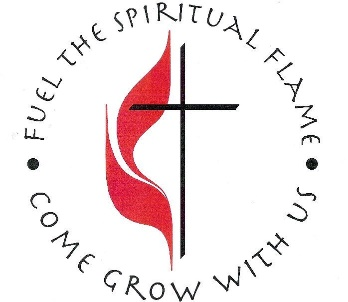 FUEL THE SPIRITUAL FLAME
COME GROW WITH US